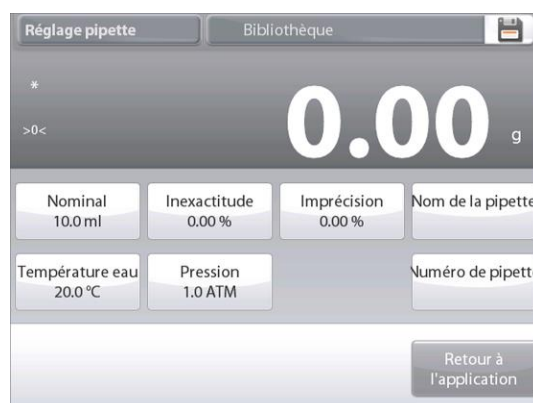 Réglage pipette
Bibliothèque
*
>0<
0.00 g
Nominal
10.0 ml
Inexactitude
0.00 %
Imprécision
0.00 %
Nom de la pipette
Température eau
20.0 °C
Pression
1.0 ATM
Numéro de pipett
Retour à
l'application